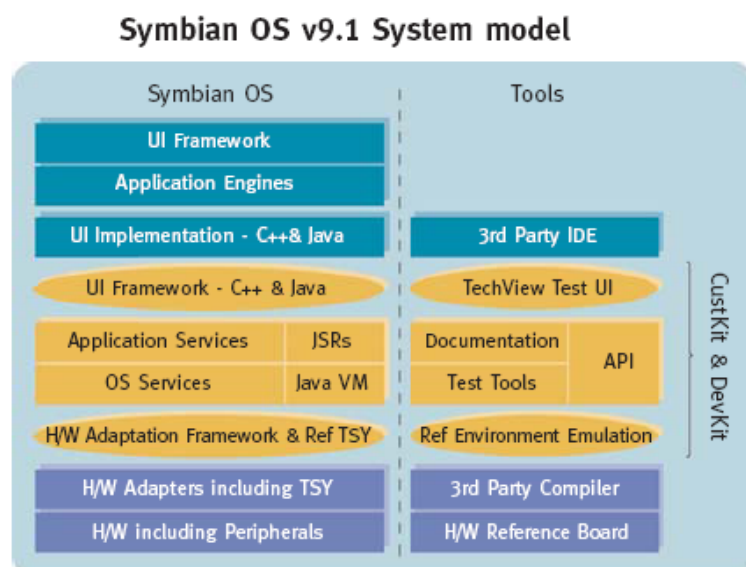 Symbian OS v9.1 System model
Symbian OS
Tools
UI Framework
Application Engines
UI Implementation - C++& Java
3rd Party IDE
UI Framework - C++ & Java
TechView Test UI
Application Services
JSRs
OS Services
Java VM
Documentation
API
Test Tools
H/W Adaptation Framework & Ref TSY
Ref Environment Emulation
CustKit & DevKit
H/W Adapters including TSY
3rd Party Compiler
H/W including Peripherals
H/W Reference Board